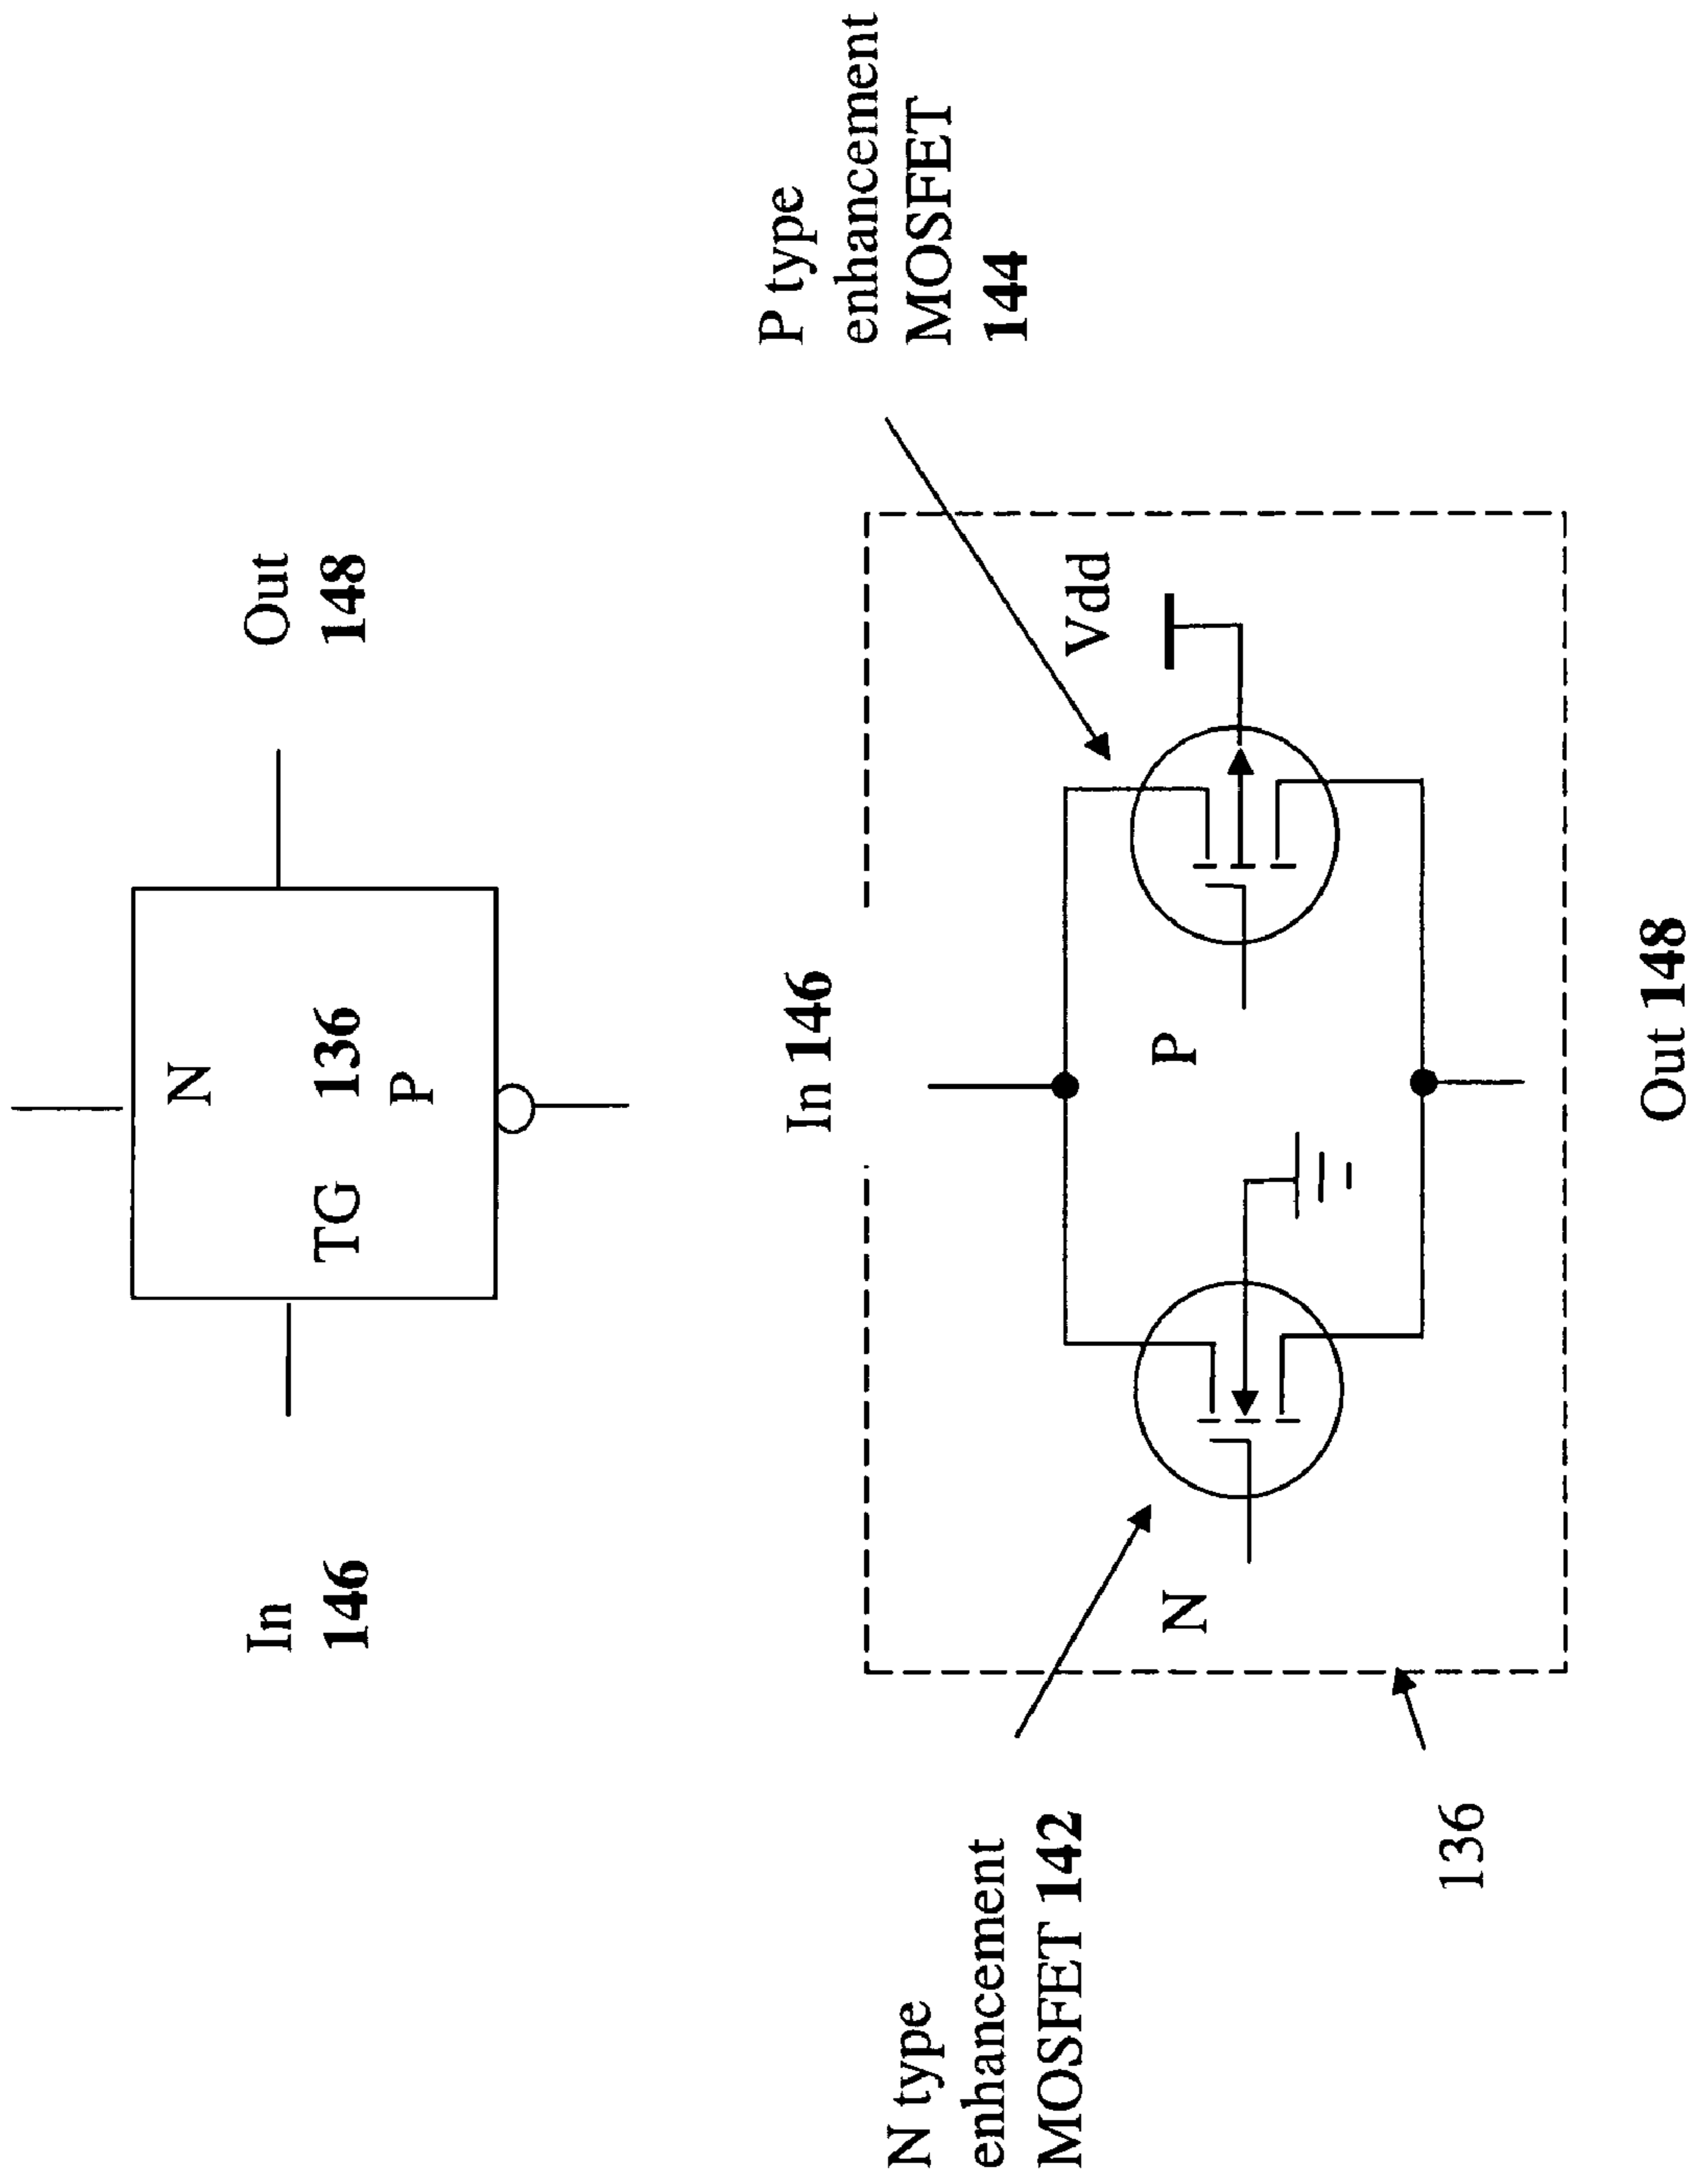 In
146
N
TG 136
P
Out
148
In 146
P type
enhancement
MOSFET
144
Vdd
N type
enhancement
MOSFET 142
N
P
136
Out 148